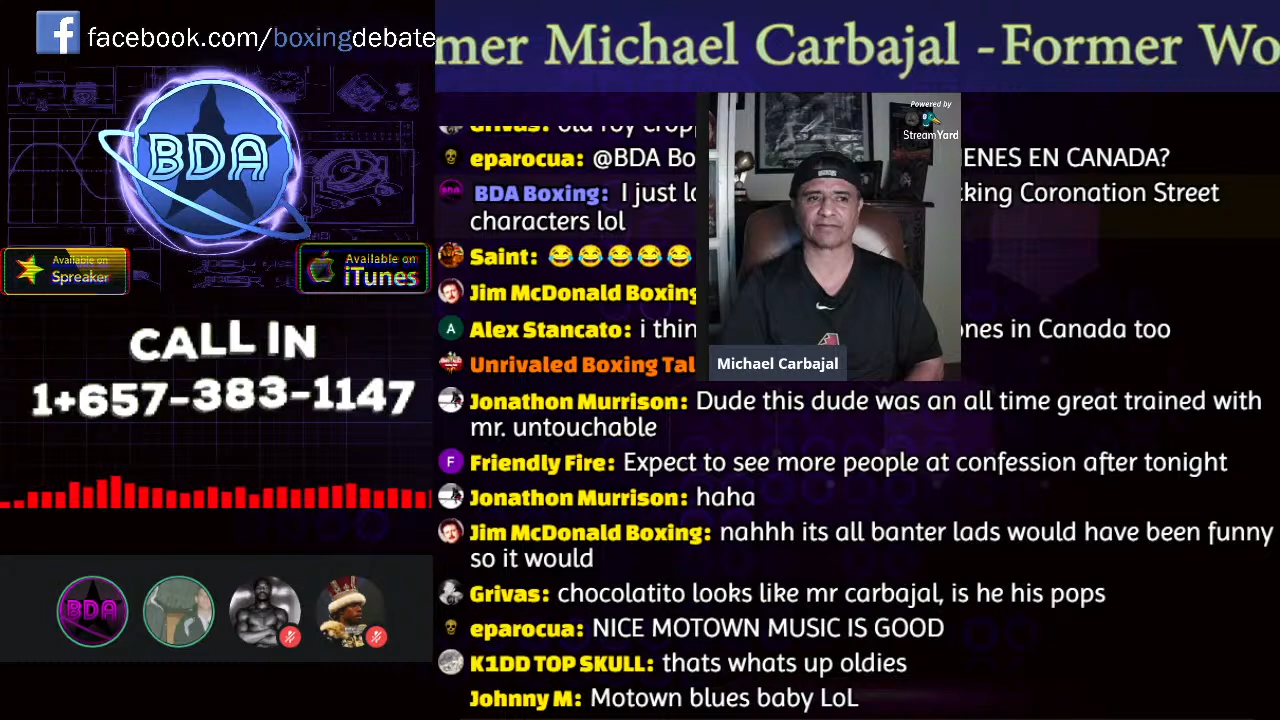 facebook.com/boxingdebate
mer Michael Carbajal -Former Wo
BDA
Available on
Spreaker
Available on
iTunes
CALL IN
1+657-383-1147
BDA
Powered by
StreamYard
Michael Carbajal
Grivas: old roy
eparocua: @BDA Bo ENES EN CANADA?
BDA Boxing: I just Coronation Street
characters lol
Saint: 😂😂😂😂😂
Jim McDonald Boxing
Alex Stancato: i thin ones in Canada too
Unrivaled Boxing Tal
Jonathon Murrison: Dude this dude was an all time great trained with
mr. untouchable
F Friendly Fire: Expect to see more people at confession after tonight
Jonathon Murrison: haha
Jim McDonald Boxing: nahhh its all banter lads would have been funny
so it would
Grivas: chocolatito looks like mr carbajal, is he his pops
eparocua: NICE MOTOWN MUSIC IS GOOD
K1DD TOP SKULL: thats whats up oldies
Johnny M: Motown blues baby LoL